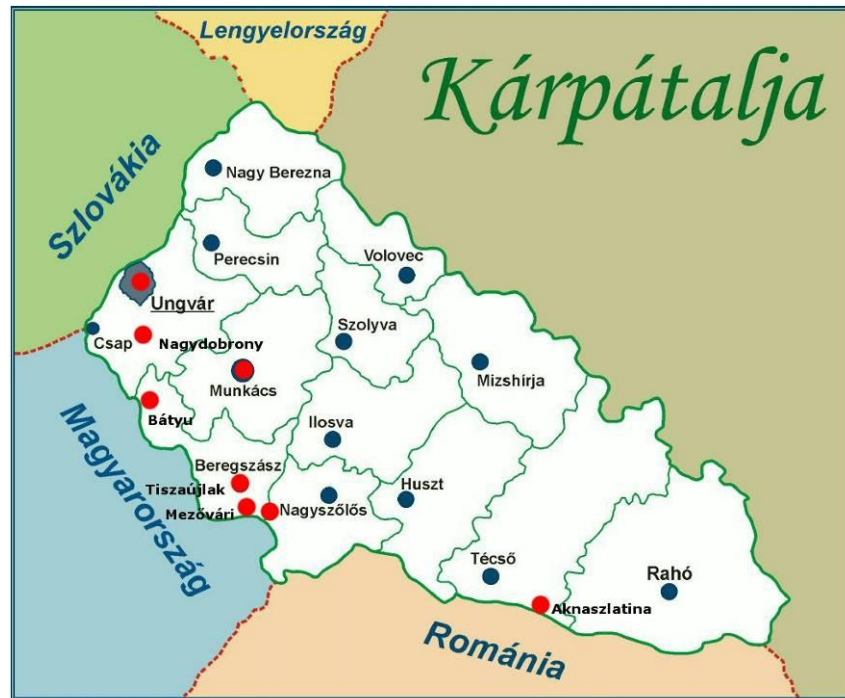 Lengyelország
Kárpátalja
Szlovákia
Nagy Berezna
Perecsin
Volovec
Ungvár
Csap
Nagydobrony
Szolyva
Munkács
Mizshírja
Bátyu
Ilosva
Magyarország
Beregszász
Tiszaújlak
Mezővári
Nagyszőlős
Huszt
Técső
Rahó
Aknaszlatina
Románia